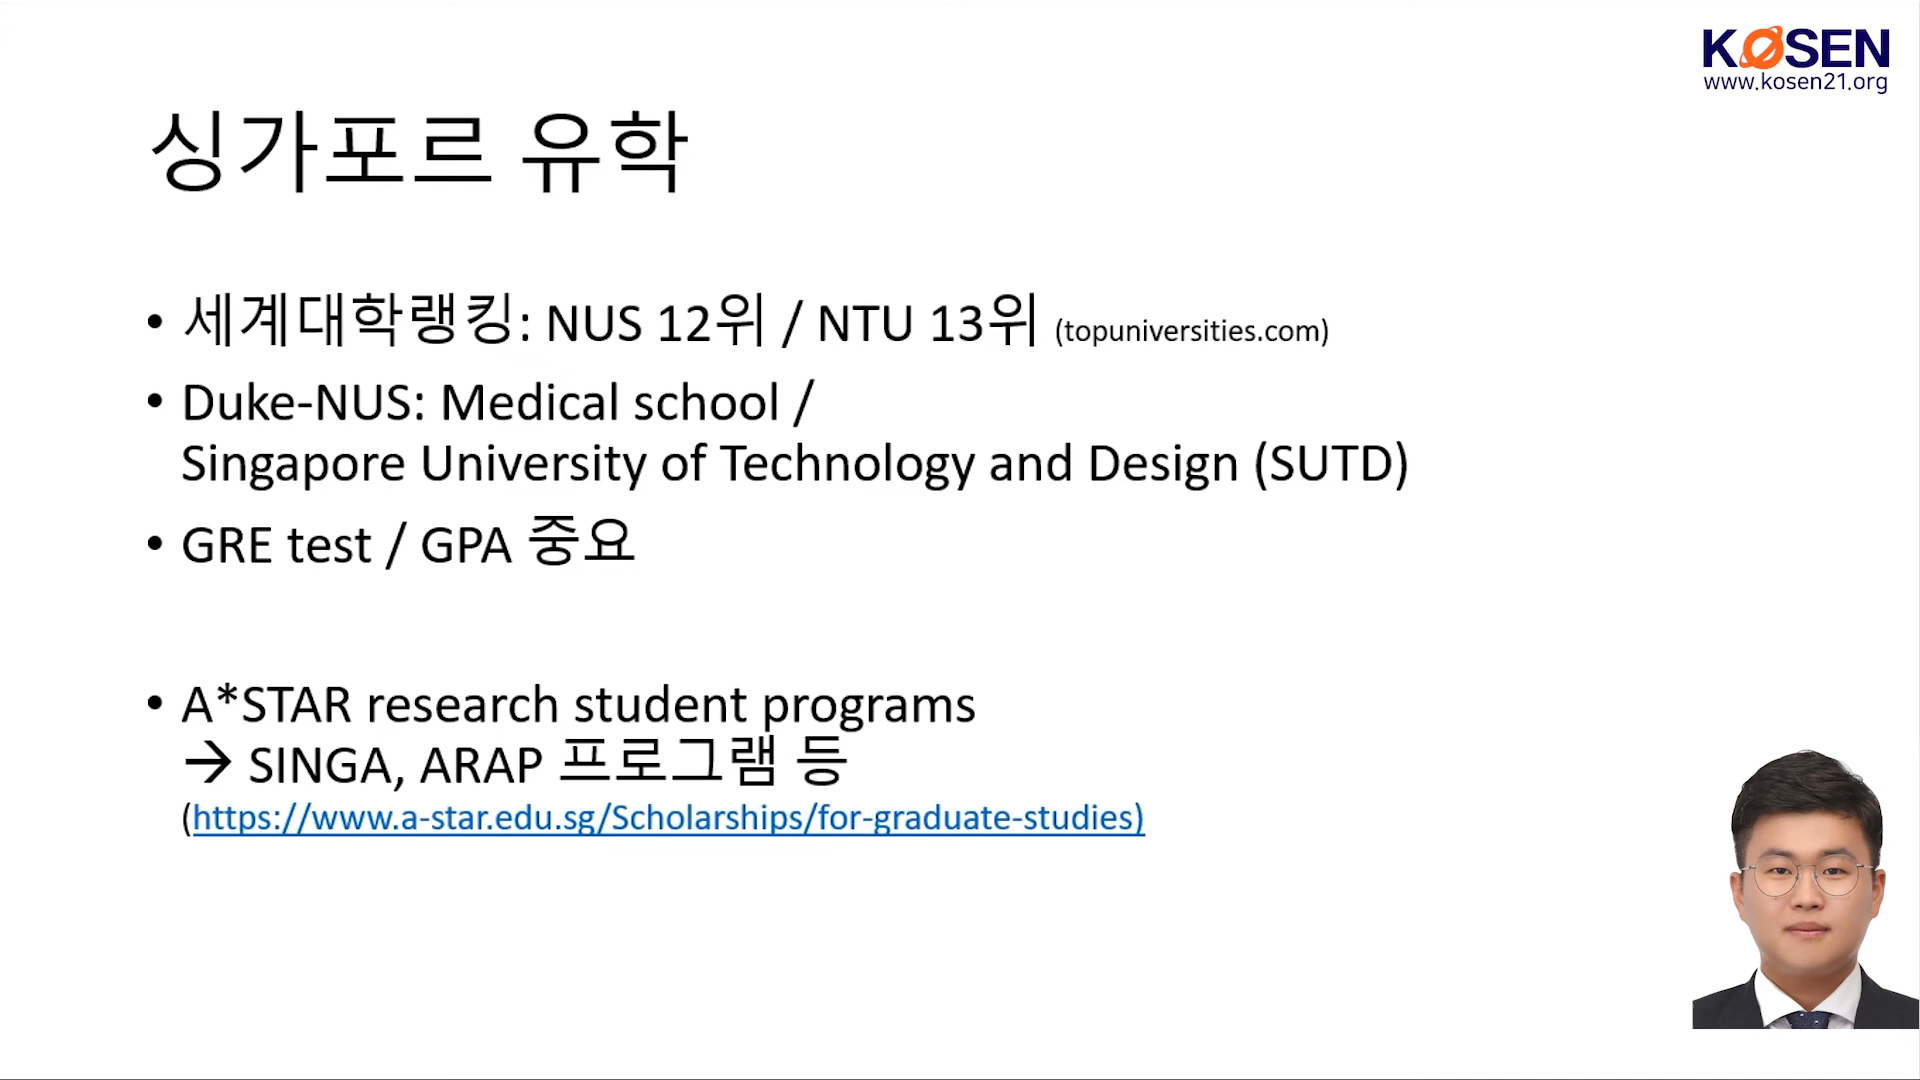 KOSEN
www.kosen21.org
싱가포르 유학
• 세계대학랭킹: NUS 12위 / NTU 13위 (topuniversities.com)
• Duke-NUS: Medical school /
Singapore University of Technology and Design (SUTD)
• GRE test / GPA 중요
• A*STAR research student programs
→ SINGA, ARAP 프로그램 등
(https://www.a-star.edu.sg/Scholarships/for-graduate-studies)